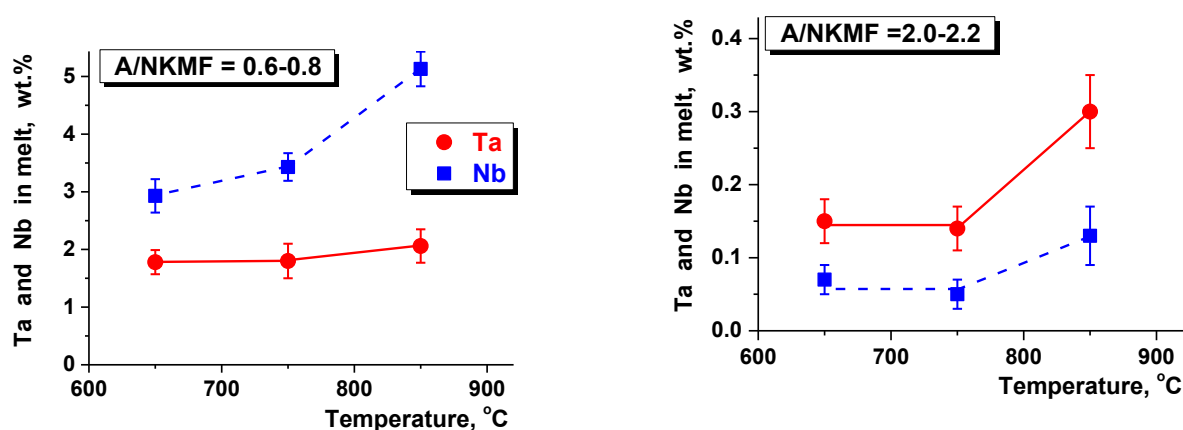 A/NKMF = 0.6-0.8
Ta and Nb in melt, wt.%
5
4
3
2
1
0
Ta
Nb
600 700 800 900
Temperature, °C
A/NKMF =2.0-2.2
Ta and Nb in melt, wt.%
0.4
0.3
0.2
0.1
0.0
600 700 800 900
Temperature, °C